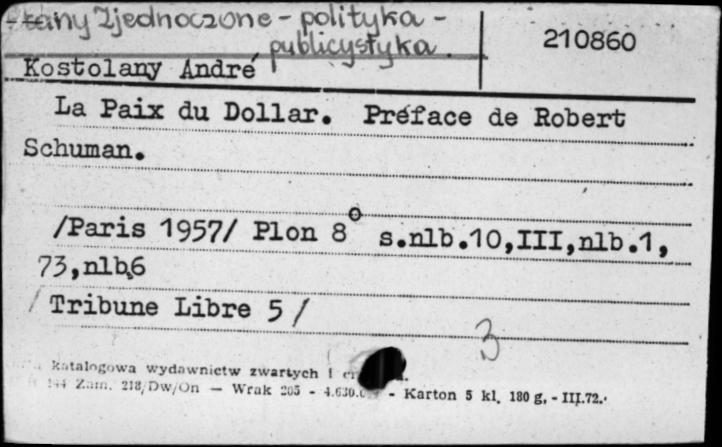 Stany Zjednoczone - polityka -
publicystyka
210860
Kostolany André
La Paix du Dollar. Préface de Robert
Schuman.
/Paris 1957/ Plon 8° s.nlb.10,III,nlb.1,
73,nlb6
/Tribune Libre 5/
3
katalogowa wydawnictw zwartych i
144 Zam. 218/Dw/On — Wrak 205 - - Karton 5 kl. 180 g. - III.72.